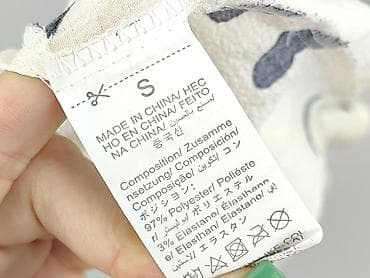 S
MADE IN CHINA/ HEC
HO EN CHINA/ FEITO
NA CHINA/ صنع بالصين/
중국산
Composition/ Zusamme
nsetzung/ Composición/
Composição/ コン
ポジション:
97% Polyester/ Poliéste
r/ ポリエステル
3% Elastane/ Elasthane/
Elasthan/ Elastano/
エラスタン